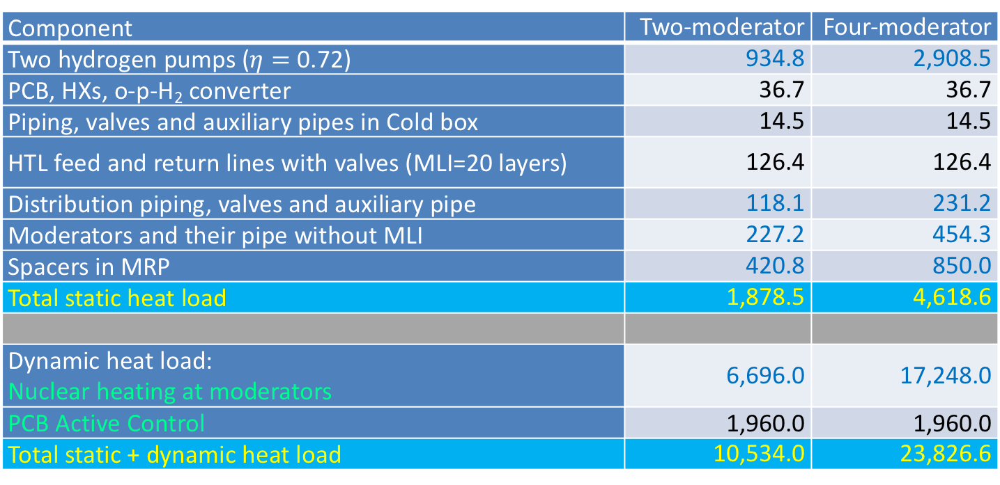 Component Two-moderator Four-moderator
Two hydrogen pumps (η = 0.72) 934.8 2,908.5
PCB, HXs, o-p-H₂ converter 36.7 36.7
Piping, valves and auxiliary pipes in Cold box 14.5 14.5
HTL feed and return lines with valves (MLI=20 layers) 126.4 126.4
Distribution piping, valves and auxiliary pipe 118.1 231.2
Moderators and their pipe without MLI 227.2 454.3
Spacers in MRP 420.8 850.0
Total static heat load 1,878.5 4,618.6
Dynamic heat load:
Nuclear heating at moderators 6,696.0 17,248.0
PCB Active Control 1,960.0 1,960.0
Total static + dynamic heat load 10,534.0 23,826.6